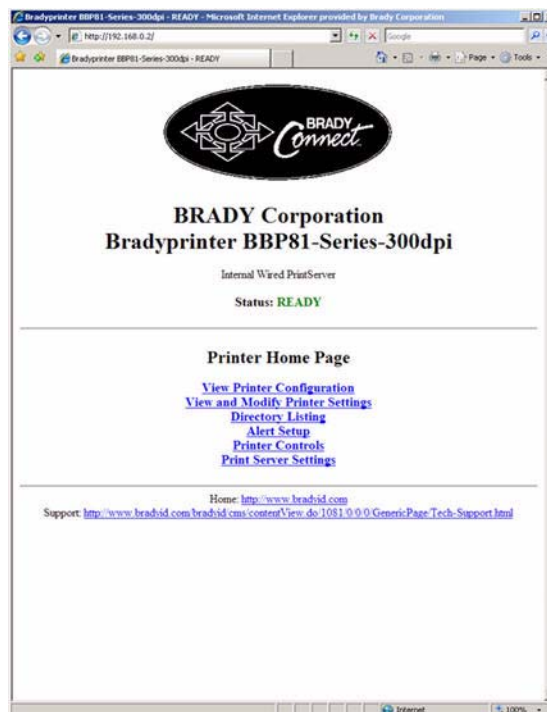 Bradyprinter BBP81-Series-300dpi - READY - Microsoft Internet Explorer provided by Brady Corporation
http://192.168.0.2/
Google
Bradyprinter BBP81-Series-300dpi - READY
Page
Tools
BRADY
Connect
BRADY Corporation
Bradyprinter BBP81-Series-300dpi
Internal Wired PrintServer
Status: READY
Printer Home Page
View Printer Configuration
View and Modify Printer Settings
Directory Listing
Alert Setup
Printer Controls
Print Server Settings
Home: http://www.bradyid.com
Support: http://www.bradyid.com/bradyid/cms/contentView.do/1081/0/0/0/GenericPage/Tech-Support.html
Internet
100%